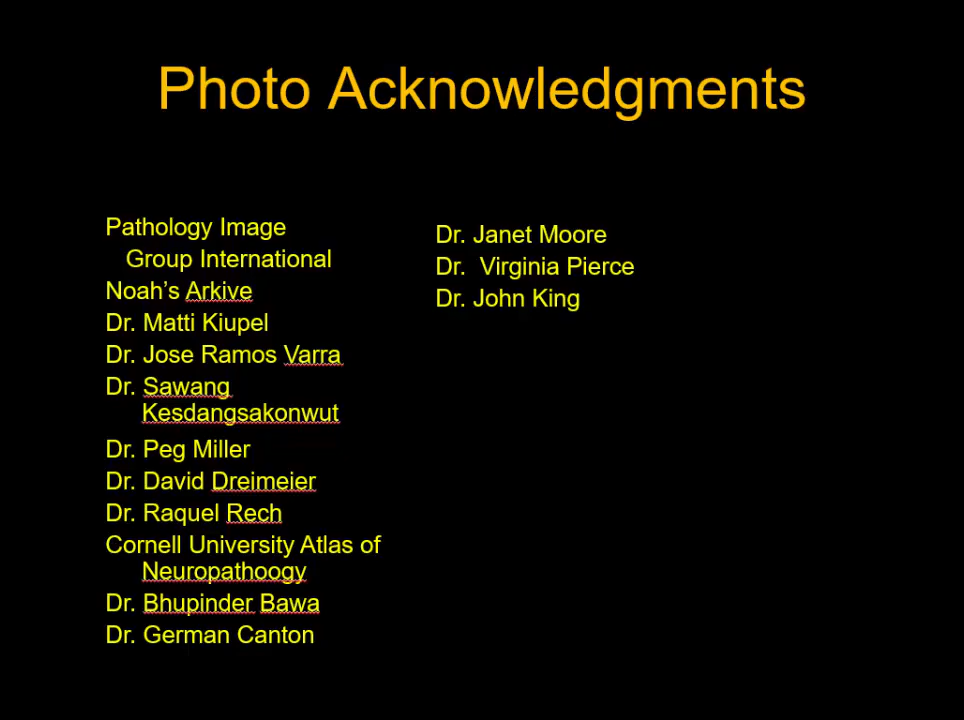 Photo Acknowledgments
Pathology Image
Group International
Noah's Arkive
Dr. Matti Kiupel
Dr. Jose Ramos Varra
Dr. Sawang
Kesdangsakonwut
Dr. Peg Miller
Dr. David Dreimeier
Dr. Raquel Rech
Cornell University Atlas of
Neuropathoogy
Dr. Bhupinder Bawa
Dr. German Canton
Dr. Janet Moore
Dr.  Virginia Pierce
Dr. John King